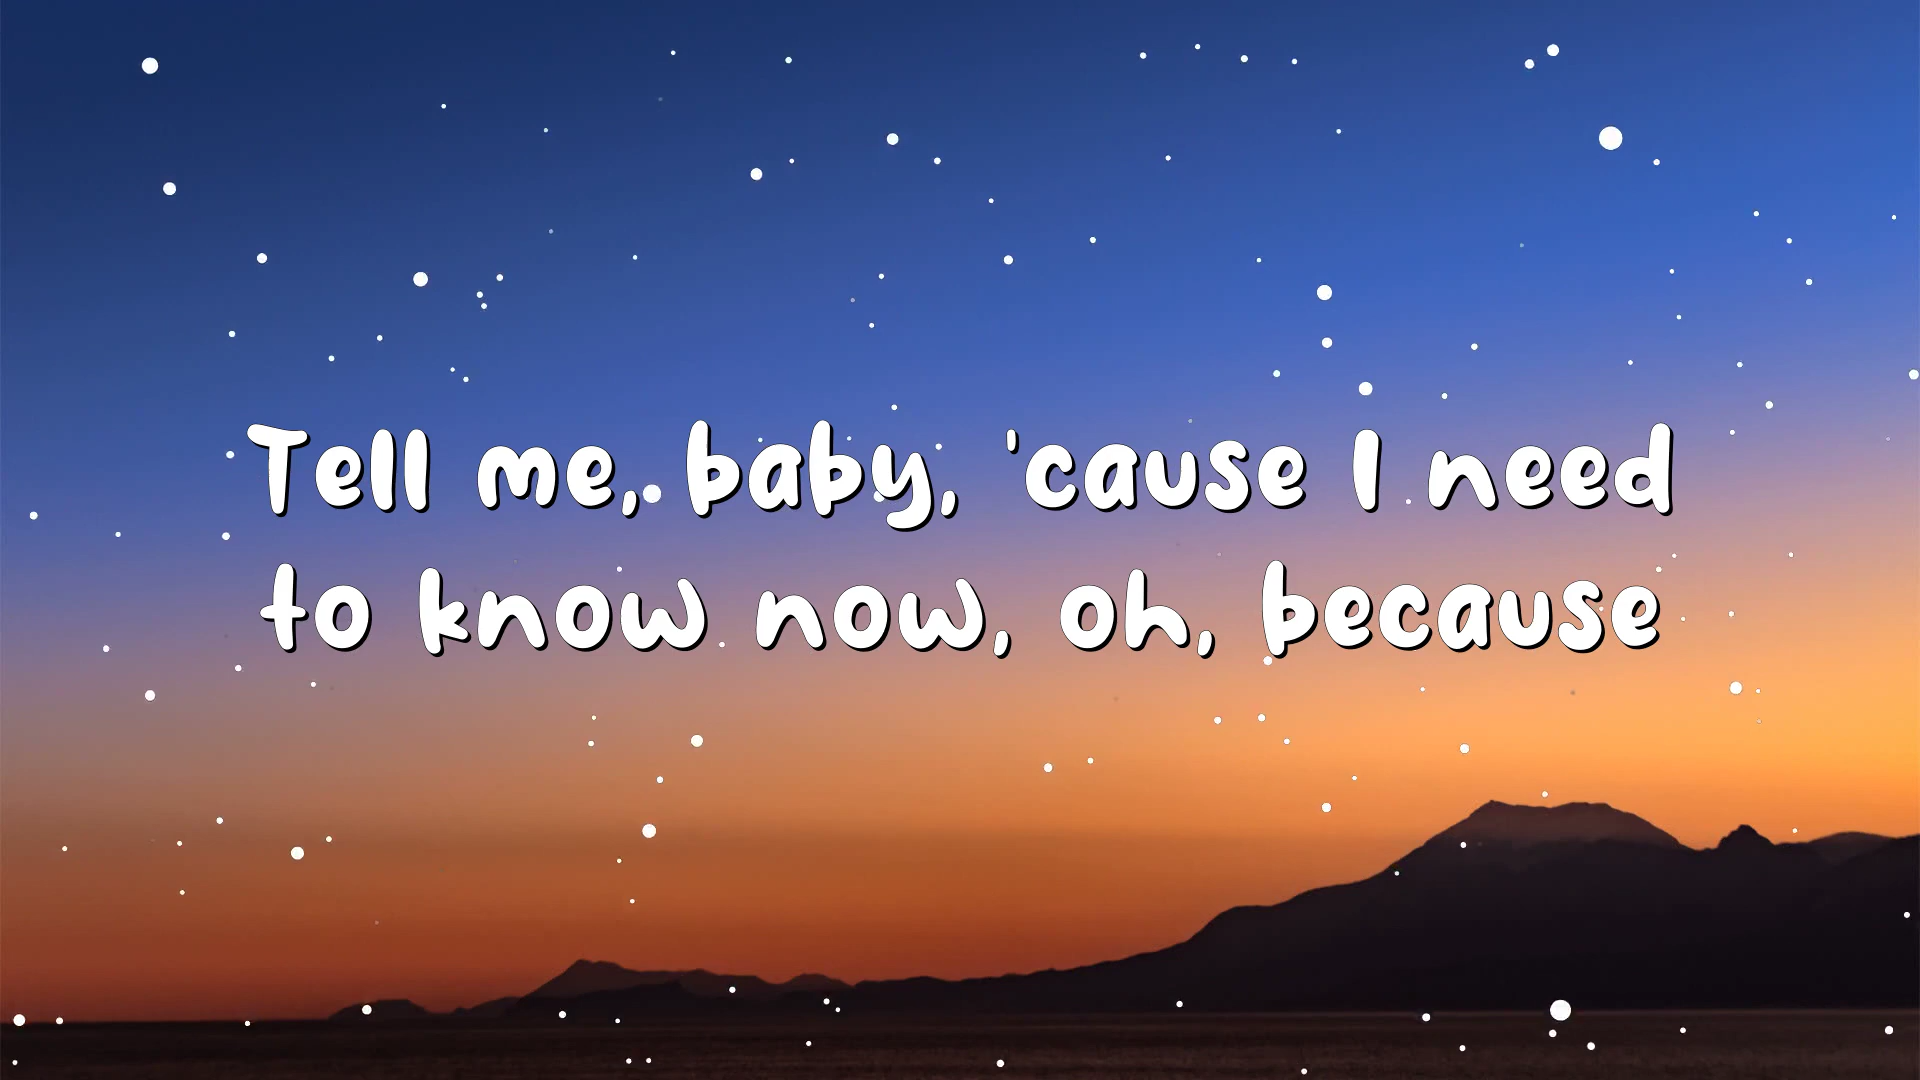 Tell me, baby, 'cause I need
to know now, oh, because